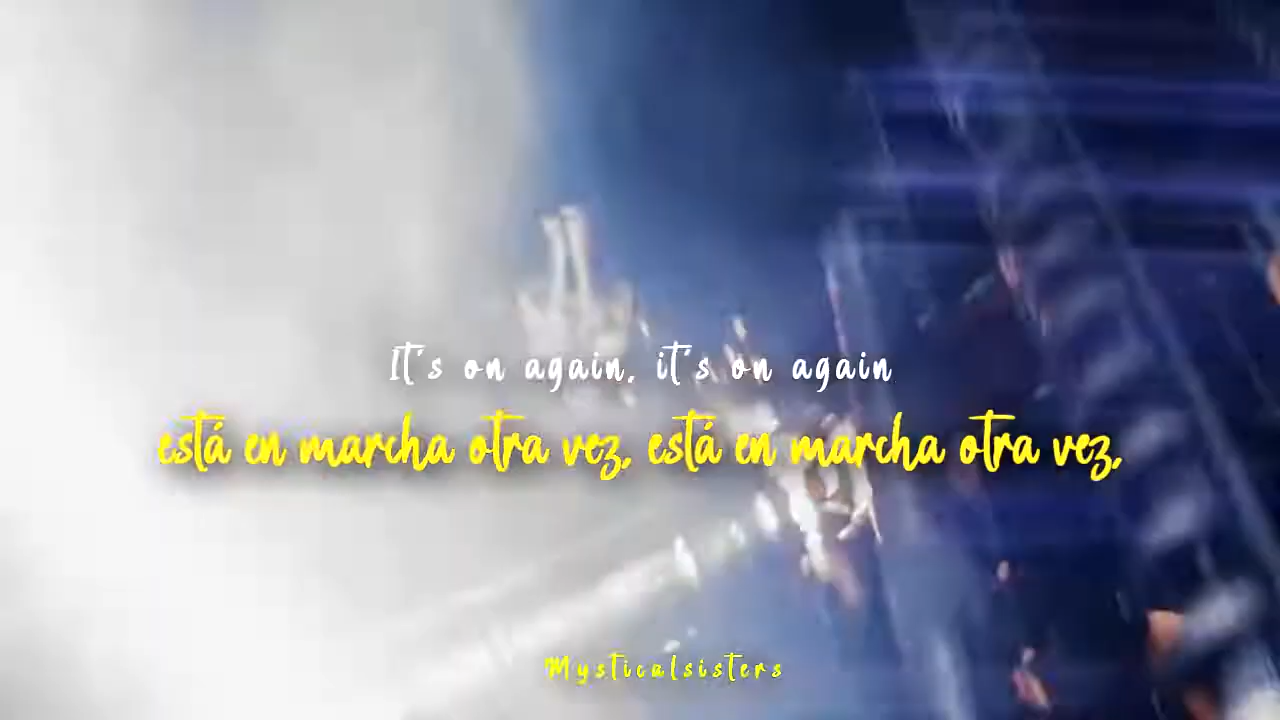 It's on again, it's on again
está en marcha otra vez, está en marcha otra vez,
Mysticalsisters